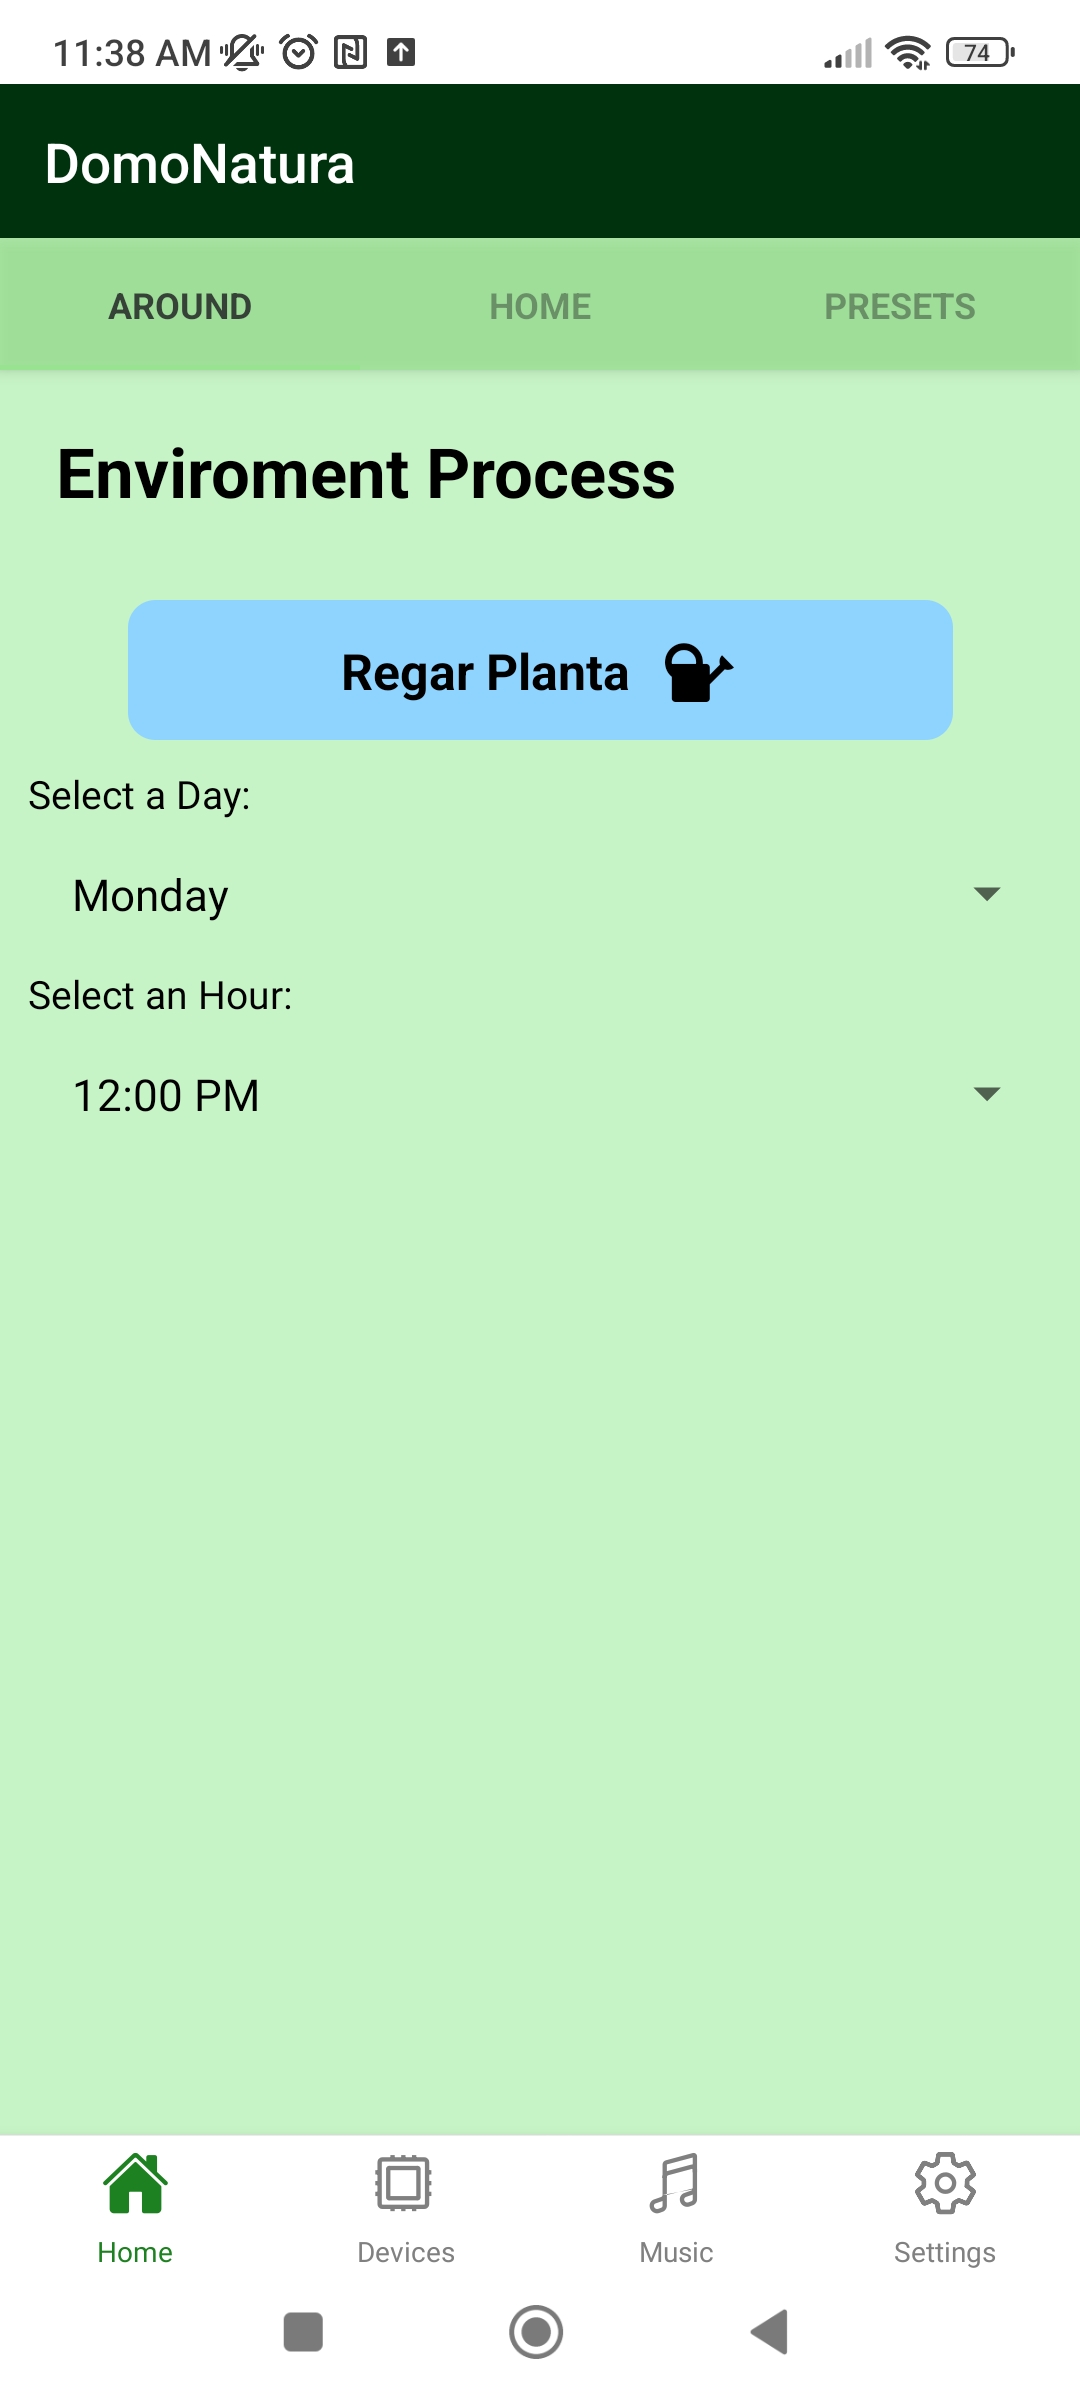 11:38 AM 74
DomoNatura
AROUND HOME PRESETS
Enviroment Process
Regar Planta
Select a Day:
Monday
Select an Hour:
12:00 PM
Home Devices Music Settings